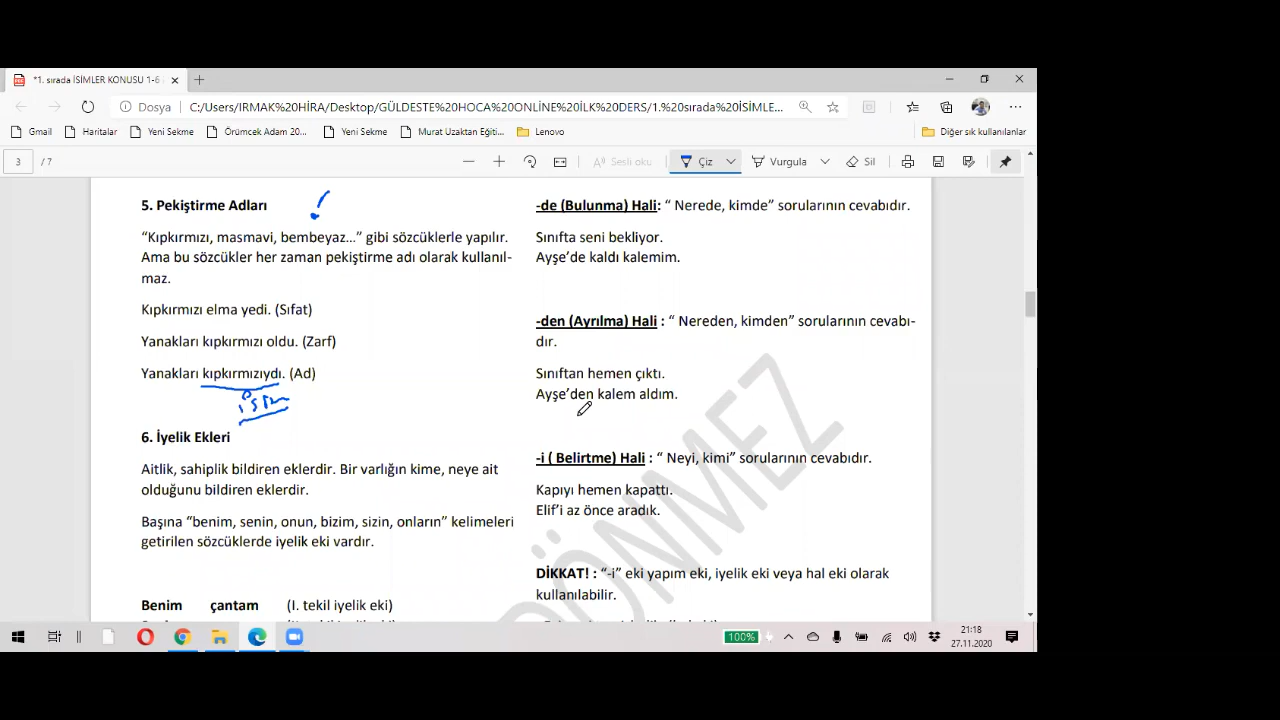 *1. sırada İSİMLER KONUSU 1-6
Dosya
C:/Users/IRMAK%20HİRA/Desktop/GÜLDESTE%20HOCA%20ONLİNE%20İLK%20DERS/1.%20sırada%20İSİMLE...
Gmail
Haritalar
Yeni Sekme
Örümcek Adam 20...
Yeni Sekme
Murat Uzaktan Eğiti...
Lenovo
Diğer sık kullanılanlar
3 / 7
Sesli oku
Çiz
Vurgula
Sil
5. Pekiştirme Adları
!
“Kıpkırmızı, masmavi, bembeyaz...” gibi sözcüklerle yapılır.
Ama bu sözcükler her zaman pekiştirme adı olarak kullanıl-
maz.
Kıpkırmızı elma yedi. (Sıfat)
Yanakları kıpkırmızı oldu. (Zarf)
Yanakları kıpkırmızıydı. (Ad)
isim
6. İyelik Ekleri
Aitlik, sahiplik bildiren eklerdir. Bir varlığın kime, neye ait
olduğunu bildiren eklerdir.
Başına “benim, senin, onun, bizim, sizin, onların” kelimeleri
getirilen sözcüklerde iyelik eki vardır.
Benim çantam (I. tekil iyelik eki)
-de (Bulunma) Hali: “ Nerede, kimde” sorularının cevabıdır.
Sınıfta seni bekliyor.
Ayşe’de kaldı kalemim.
-den (Ayrılma) Hali : “ Nereden, kimden” sorularının cevabı-
dır.
Sınıftan hemen çıktı.
Ayşe’den kalem aldım.
-i ( Belirtme) Hali : “ Neyi, kimi” sorularının cevabıdır.
Kapıyı hemen kapattı.
Elif’i az önce aradık.
DİKKAT! : “-i” eki yapım eki, iyelik eki veya hal eki olarak
kullanılabilir.
DÖNMEZ
100%
21:18
27.11.2020